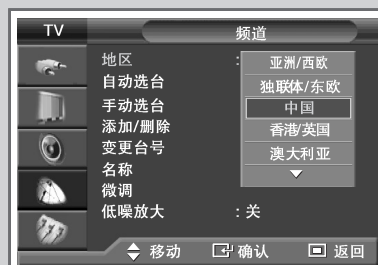 TV
频道
地区 :
亚洲/西欧
独联体/东欧
中国
香港/英国
澳大利亚
自动选台
手动选台
添加/删除
变更台号
名称
微调
低噪放大 : 关
移动 确认 返回